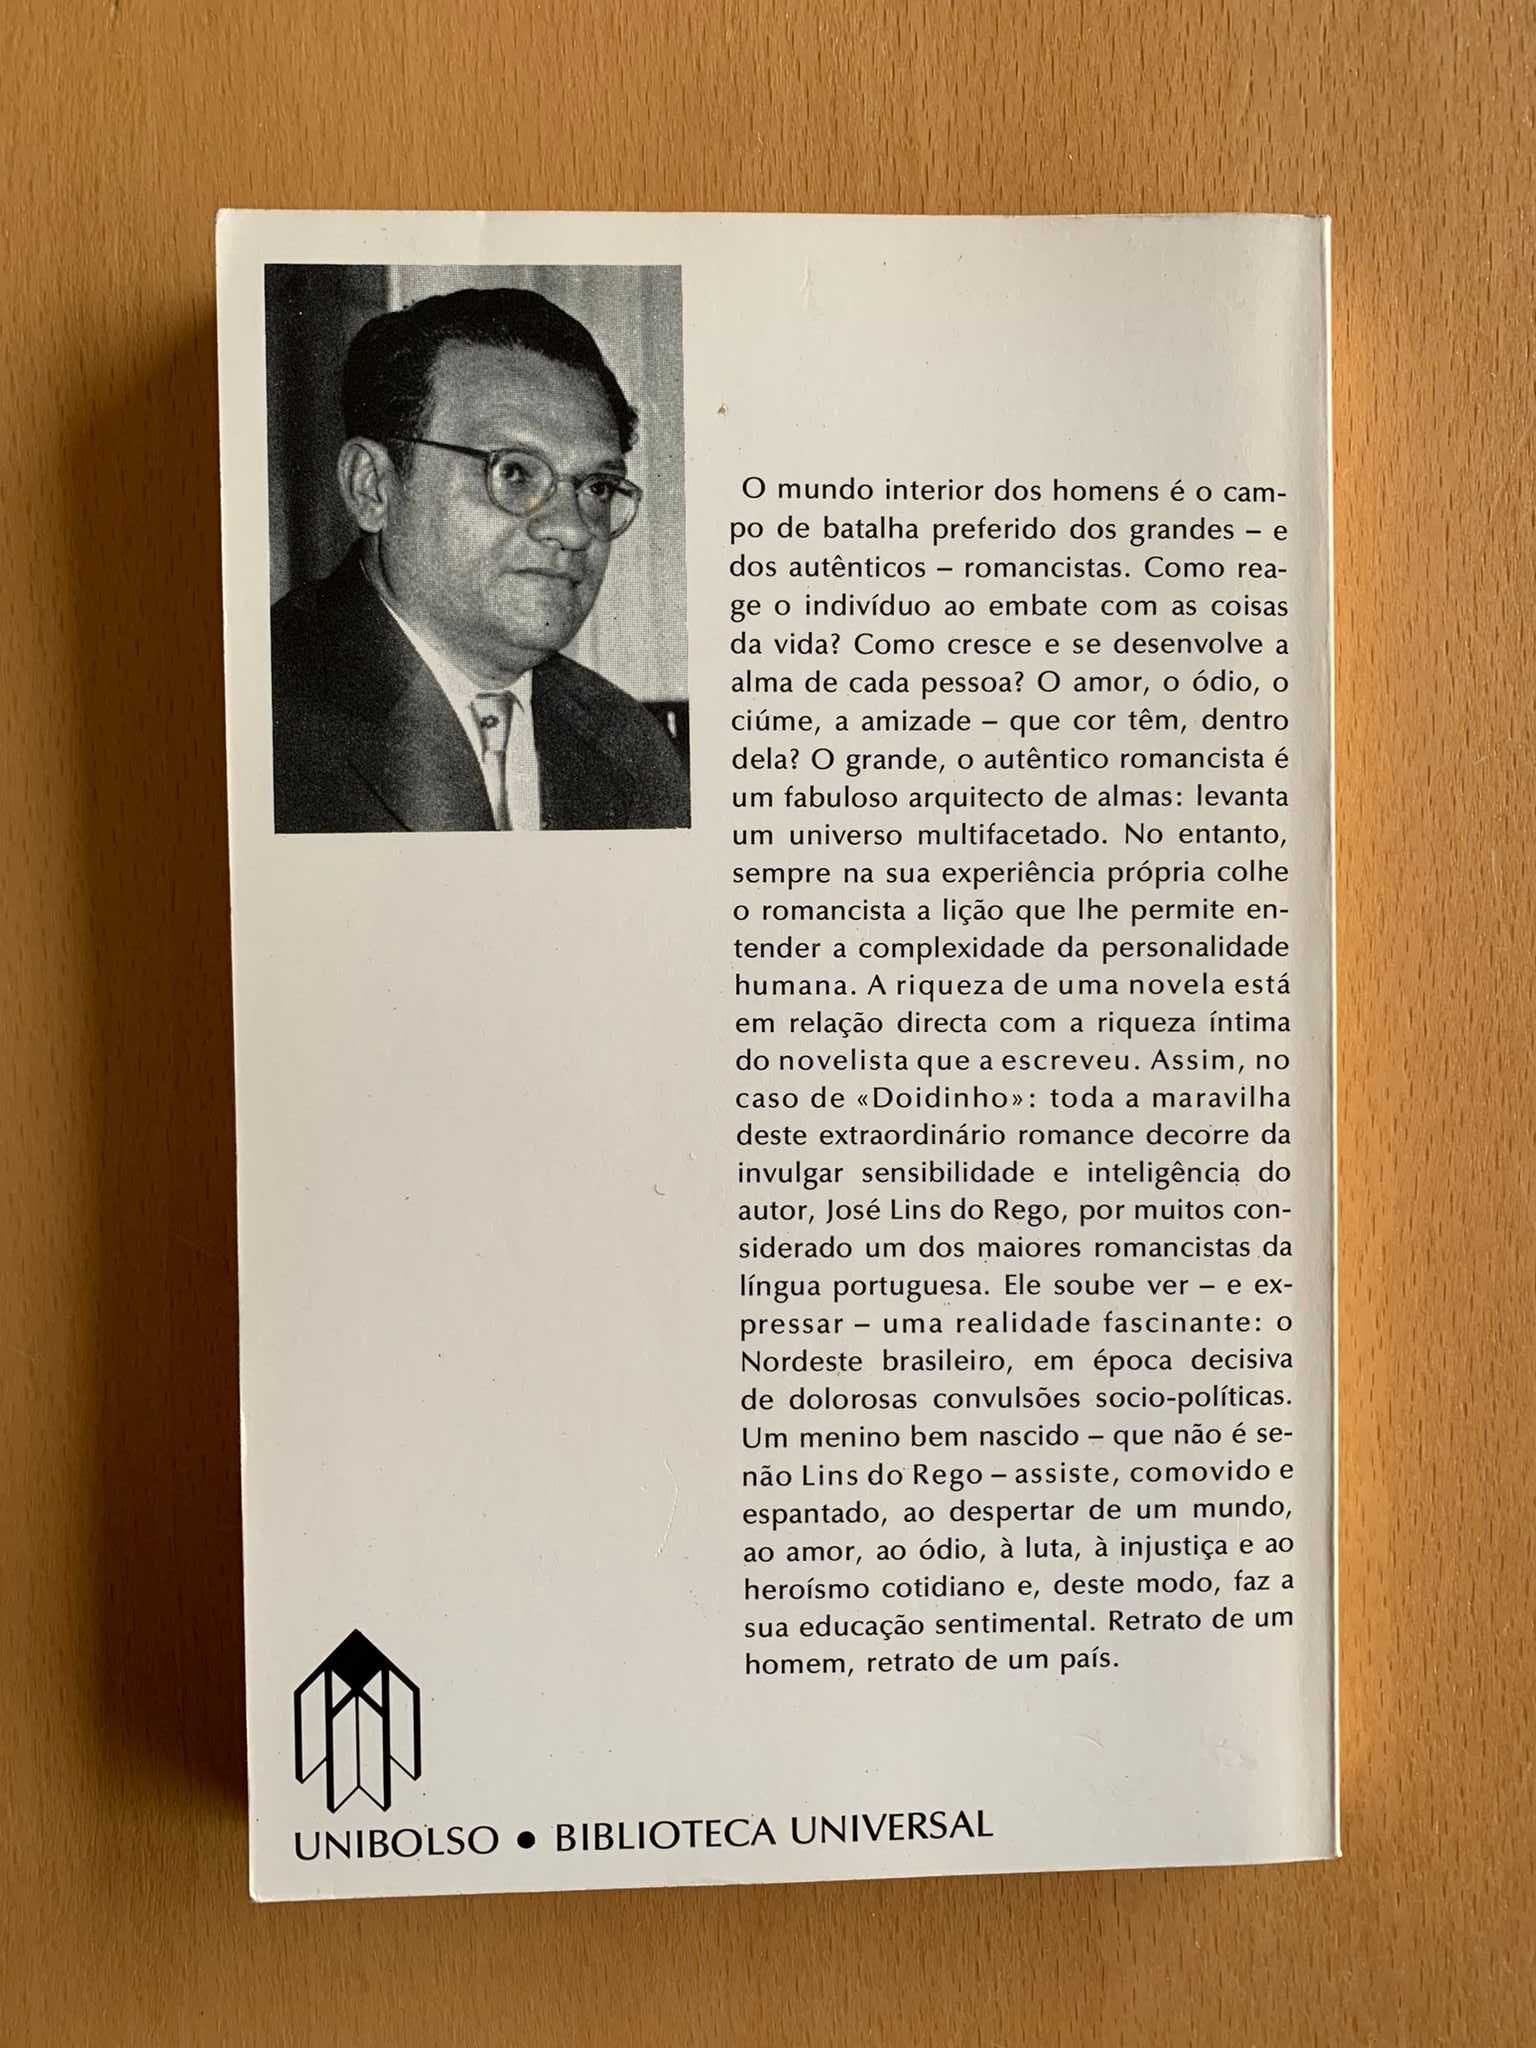 O mundo interior dos homens é o cam-
po de batalha preferido dos grandes – e
dos autênticos – romancistas. Como rea-
ge o indivíduo ao embate com as coisas
da vida? Como cresce e se desenvolve a
alma de cada pessoa? O amor, o ódio, o
ciúme, a amizade – que cor têm, dentro
dela? O grande, o autêntico romancista é
um fabuloso arquitecto de almas: levanta
um universo multifacetado. No entanto,
sempre na sua experiência própria colhe
o romancista a lição que lhe permite en-
tender a complexidade da personalidade
humana. A riqueza de uma novela está
em relação directa com a riqueza íntima
do novelista que a escreveu. Assim, no
caso de «Doidinho»: toda a maravilha
deste extraordinário romance decorre da
invulgar sensibilidade e inteligência do
autor, José Lins do Rego, por muitos con-
siderado um dos maiores romancistas da
língua portuguesa. Ele soube ver – e ex-
pressar – uma realidade fascinante: o
Nordeste brasileiro, em época decisiva
de dolorosas convulsões socio-políticas.
Um menino bem nascido – que não é se-
não Lins do Rego – assiste, comovido e
espantado, ao despertar de um mundo,
ao amor, ao ódio, à luta, à injustiça e ao
heroísmo cotidiano e, deste modo, faz a
sua educação sentimental. Retrato de um
homem, retrato de um país.
UNIBOLSO • BIBLIOTECA UNIVERSAL